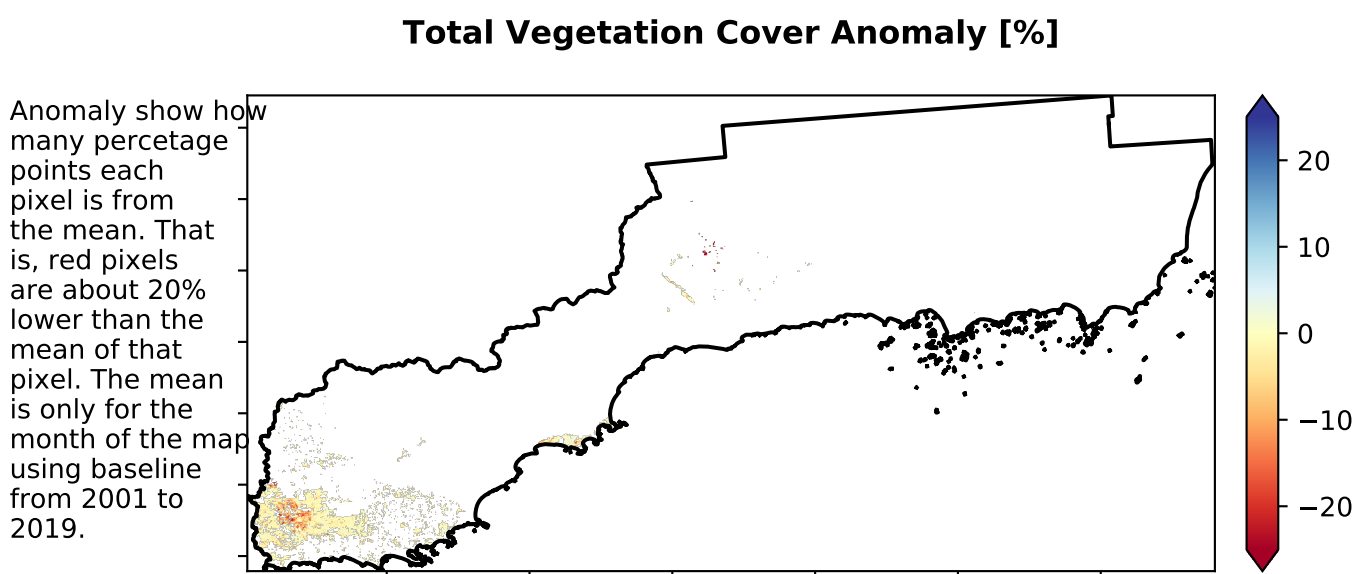 Total Vegetation Cover Anomaly [%]
Anomaly show how
many percetage
points each
pixel is from
the mean. That
is, red pixels
are about 20%
lower than the
mean of that
pixel. The mean
is only for the
month of the map
using baseline
from 2001 to
2019.
20
10
0
−10
−20